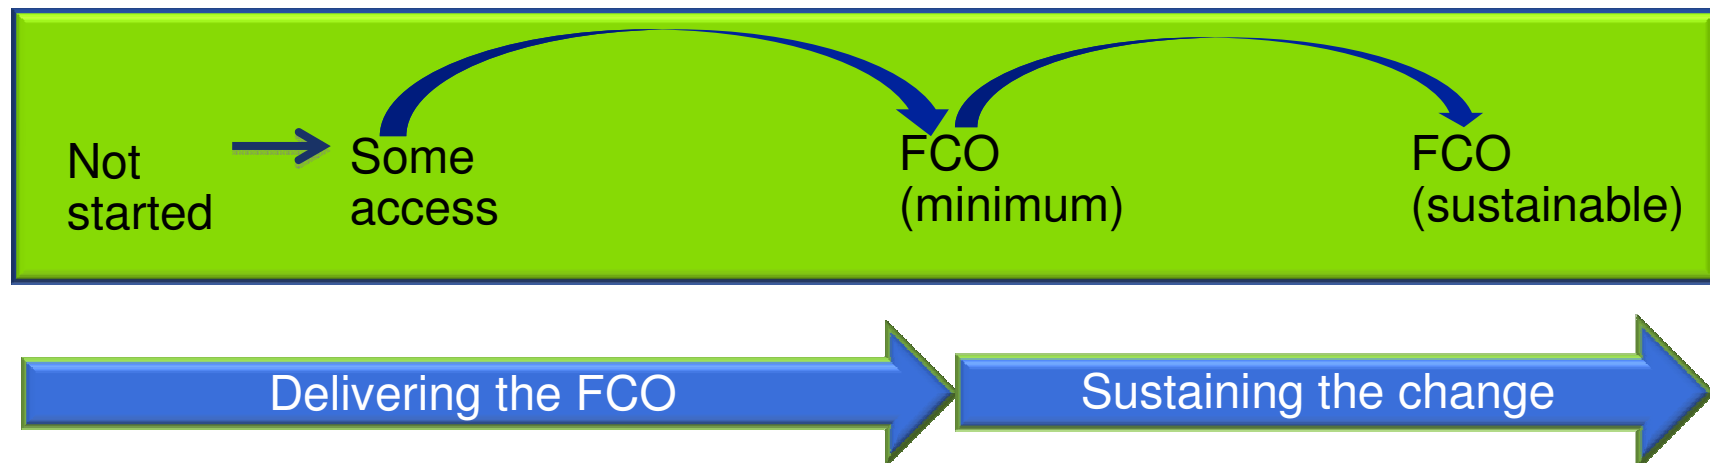 Not
started
Some
access
FCO
(minimum)
FCO
(sustainable)
Delivering the FCO
Sustaining the change